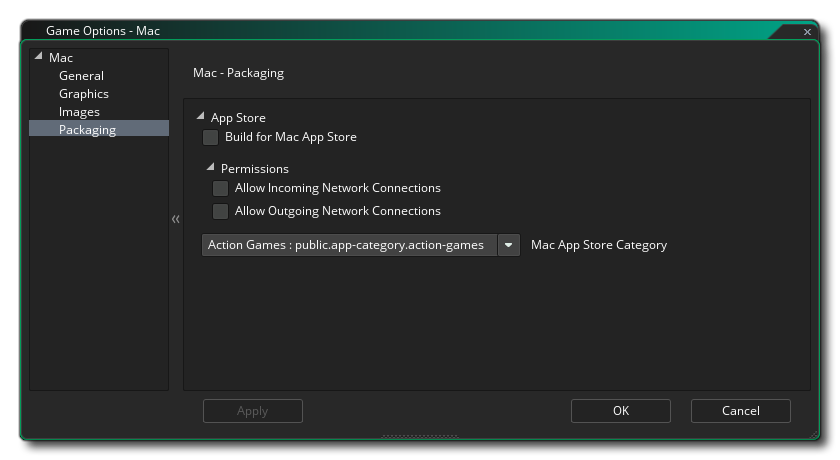 Game Options - Mac
Mac
General
Graphics
Images
Packaging
Mac - Packaging
App Store
Build for Mac App Store
Permissions
Allow Incoming Network Connections
Allow Outgoing Network Connections
Action Games : public.app-category.action-games
Mac App Store Category
Apply
OK
Cancel